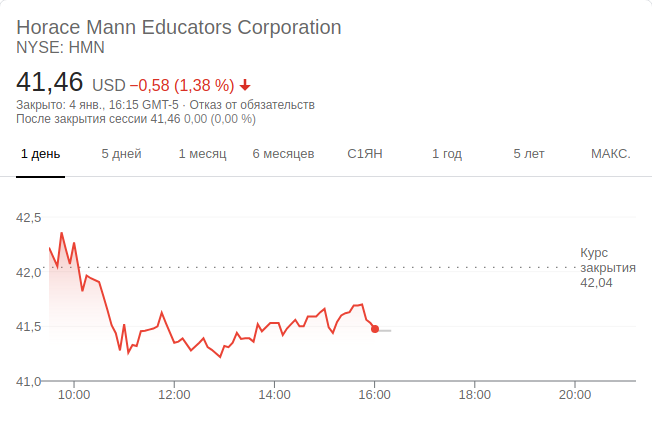 Horace Mann Educators Corporation
NYSE: HMN
41,46 USD −0,58 (1,38 %)
Закрыто: 4 янв., 16:15 GMT-5 · Отказ от обязательств
После закрытия сессии 41,46 0,00 (0,00 %)
1 день 5 дней 1 месяц 6 месяцев С1ЯН 1 год 5 лет МАКС.
42,5
Курс
закрытия
42,04
42,0
41,5
41,0
10:00 12:00 14:00 16:00 18:00 20:00